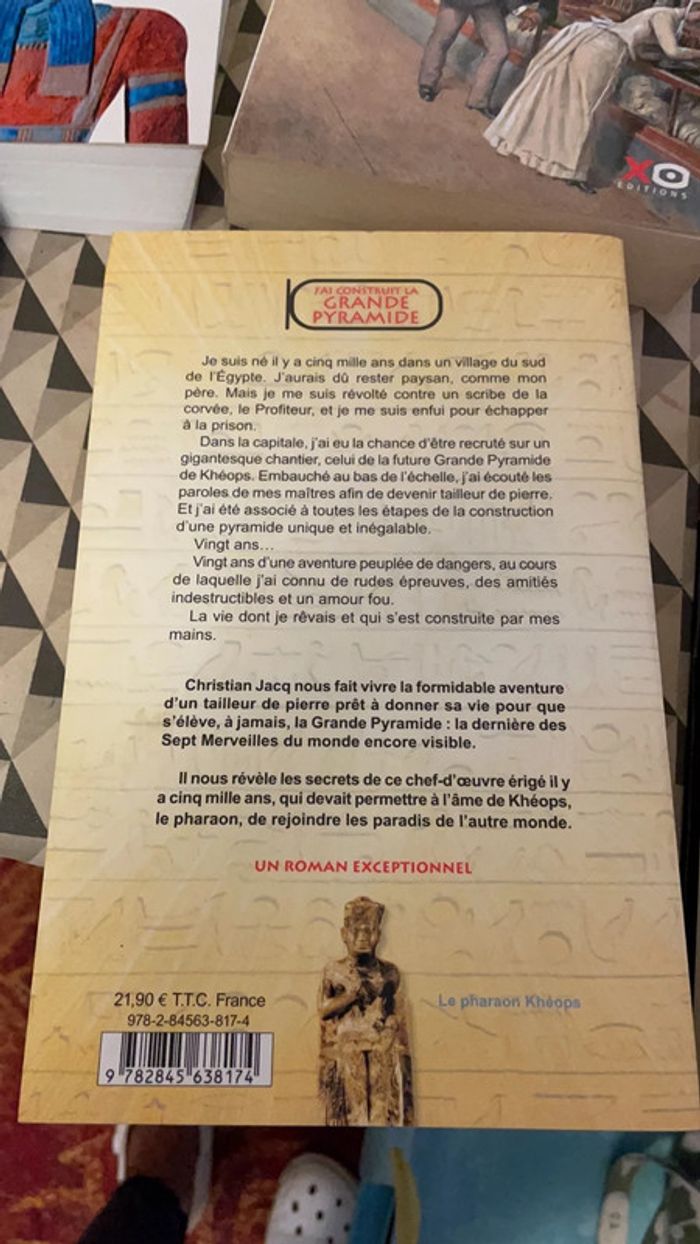 XO
EDITIONS
J'AI CONSTRUIT LA
GRANDE
PYRAMIDE
Je suis né il y a cinq mille ans dans un village du sud
de l'Égypte. J'aurais dû rester paysan, comme mon
père. Mais je me suis révolté contre un scribe de la
corvée, le Profiteur, et je me suis enfui pour échapper
à la prison.
Dans la capitale, j'ai eu la chance d'être recruté sur un
gigantesque chantier, celui de la future Grande Pyramide
de Khéops. Embauché au bas de l'échelle, j'ai écouté les
paroles de mes maîtres afin de devenir tailleur de pierre.
Et j'ai été associé à toutes les étapes de la construction
d'une pyramide unique et inégalable.
Vingt ans...
Vingt ans d'une aventure peuplée de dangers, au cours
de laquelle j'ai connu de rudes épreuves, des amitiés
indestructibles et un amour fou.
La vie dont je rêvais et qui s'est construite par mes
mains.
Christian Jacq nous fait vivre la formidable aventure
d'un tailleur de pierre prêt à donner sa vie pour que
s'élève, à jamais, la Grande Pyramide : la dernière des
Sept Merveilles du monde encore visible.
Il nous révèle les secrets de ce chef-d'œuvre érigé il y
a cinq mille ans, qui devait permettre à l'âme de Khéops,
le pharaon, de rejoindre les paradis de l'autre monde.
UN ROMAN EXCEPTIONNEL
21,90 € T.T.C. France
978-2-84563-817-4
9 782845 638174
Le pharaon Khéops